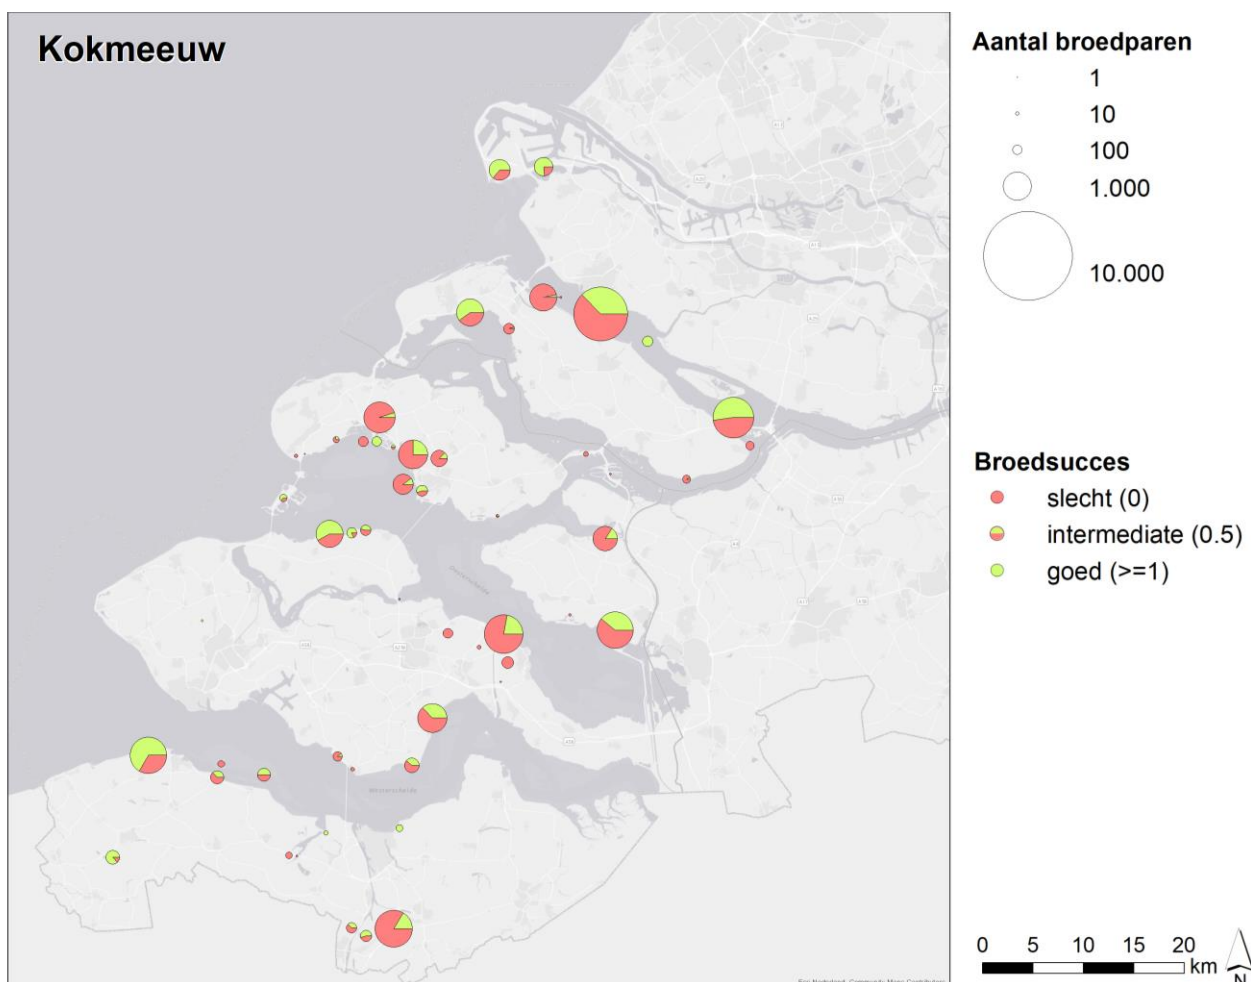 Kokmeeuw
Aantal broedparen
1
10
100
1.000
10.000
Broedsucces
slecht (0)
intermediate (0.5)
goed (>=1)
Westerschelde
0 5 10 15 20
km
N